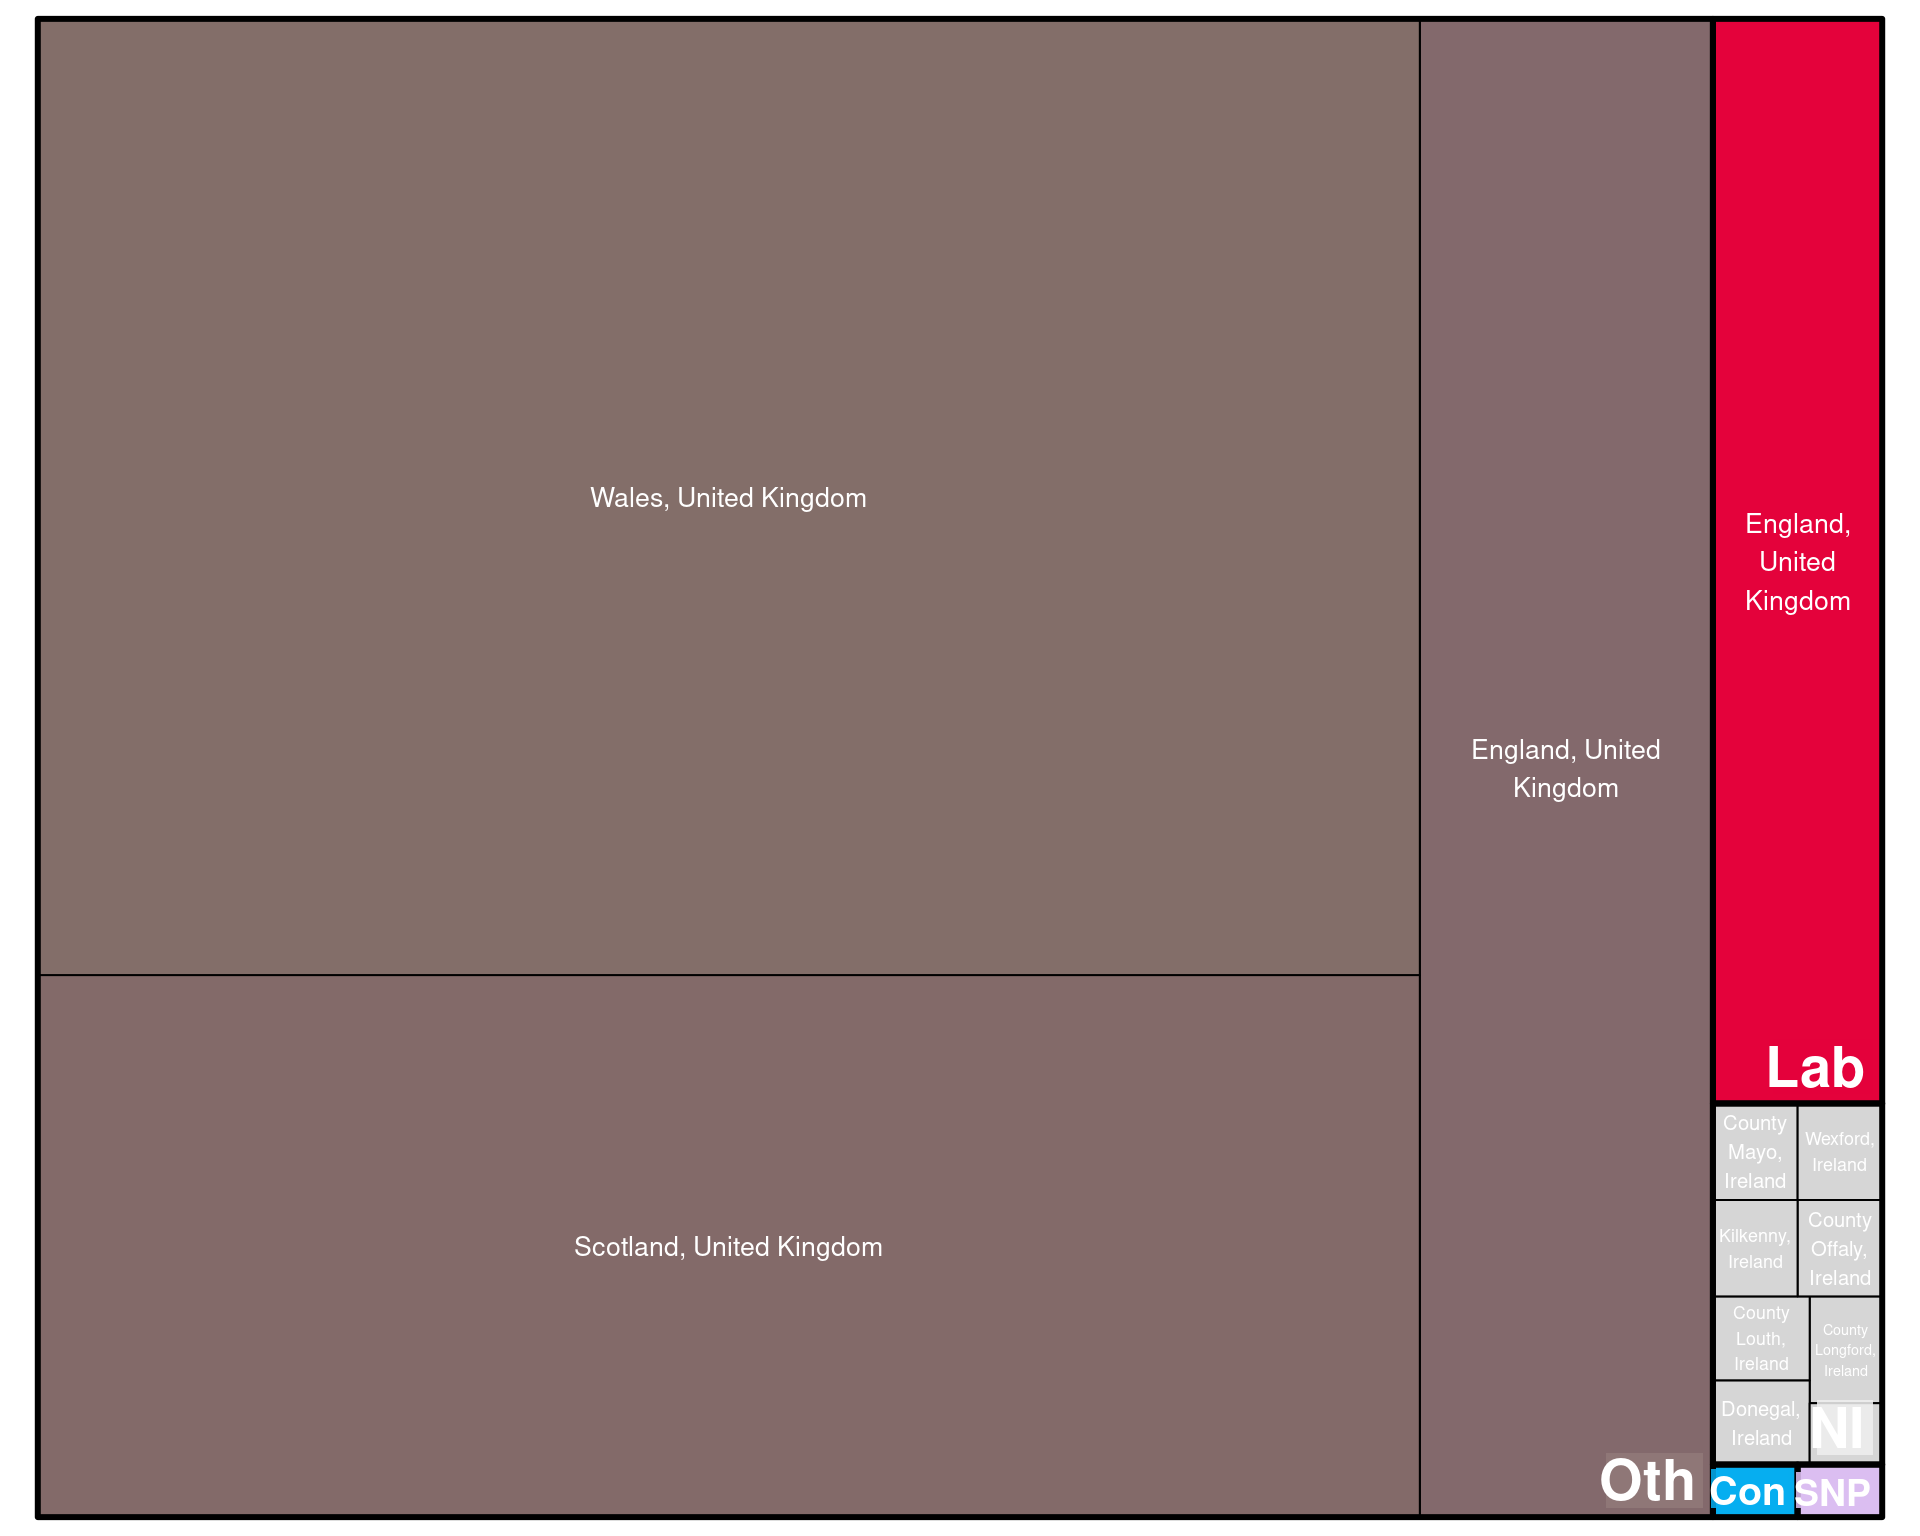 Wales, United Kingdom
Scotland, United Kingdom
England, United
Kingdom
Oth
England,
United
Kingdom
Lab
County
Mayo,
Ireland
Wexford,
Ireland
Kilkenny,
Ireland
County
Offaly,
Ireland
County
Louth,
Ireland
County
Longford,
Ireland
Donegal,
Ireland
NI
Con
SNP